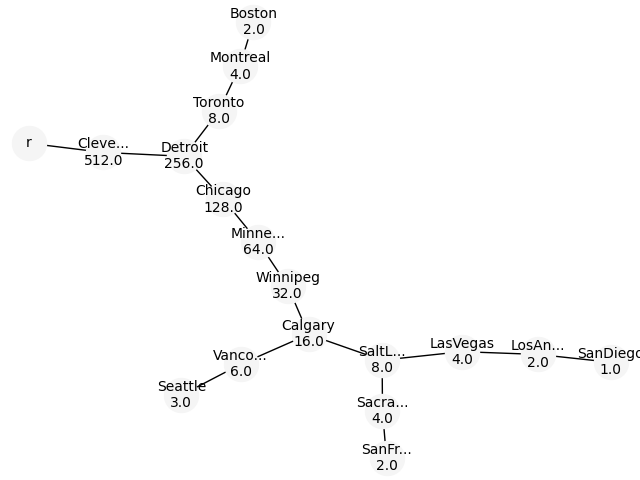 Boston
2.0
Montreal
4.0
Toronto
8.0
r
Cleve...
512.0
Detroit
256.0
Chicago
128.0
Minne...
64.0
Winnipeg
32.0
Calgary
16.0
Vanco...
6.0
Seattle
3.0
SaltL...
8.0
LasVegas
4.0
LosAn...
2.0
SanDiego
1.0
Sacra...
4.0
SanFr...
2.0